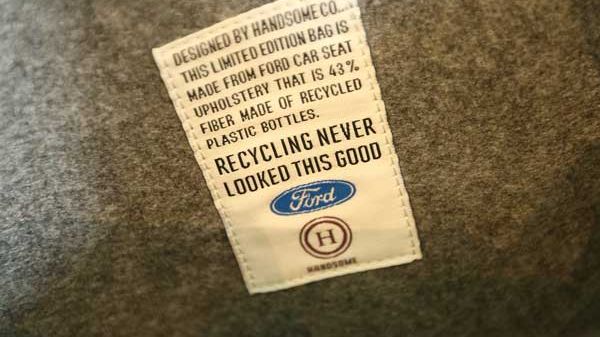 DESIGNED BY HANDSOME CO...,
THIS LIMITED EDITION BAG IS
MADE FROM FORD CAR SEAT
UPHOLSTERY THAT IS 43%
FIBER MADE OF RECYCLED
PLASTIC BOTTLES.
RECYCLING NEVER
LOOKED THIS GOOD
Ford
H
HANDSOME